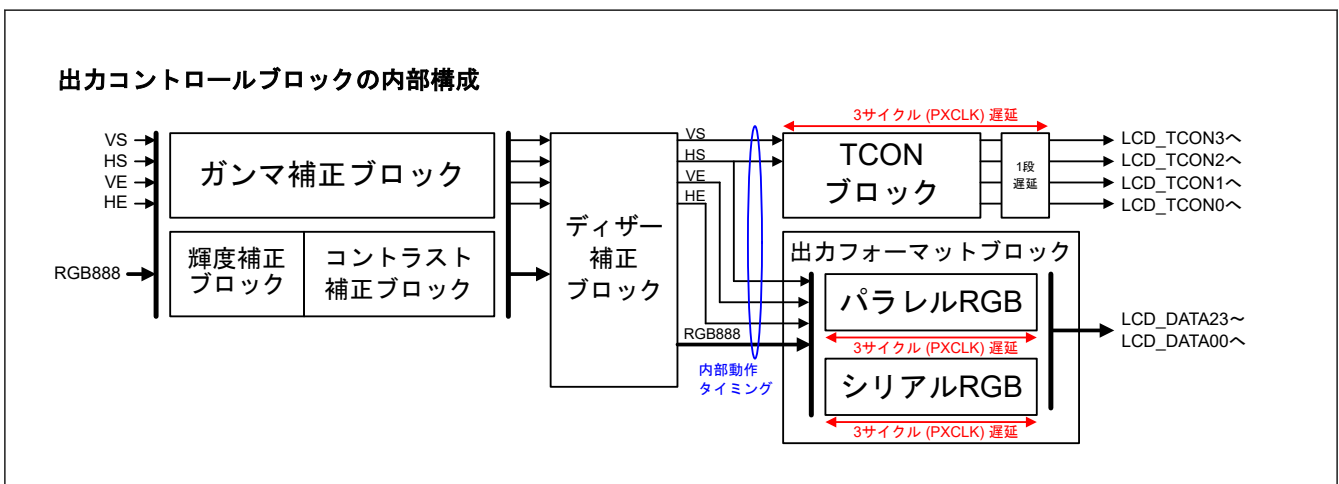 出力コントロールブロックの内部構成
VS
HS
VE
HE
RGB888
ガンマ補正ブロック
輝度補正
ブロック
コントラスト
補正ブロック
ディザー
補正
ブロック
VS
HS
VE
HE
RGB888
内部動作
タイミング
3サイクル (PXCLK) 遅延
TCON
ブロック
1段
遅延
LCD_TCON3へ
LCD_TCON2へ
LCD_TCON1へ
LCD_TCON0へ
出力フォーマットブロック
パラレルRGB
3サイクル (PXCLK) 遅延
シリアルRGB
3サイクル (PXCLK) 遅延
LCD_DATA23~
LCD_DATA00へ